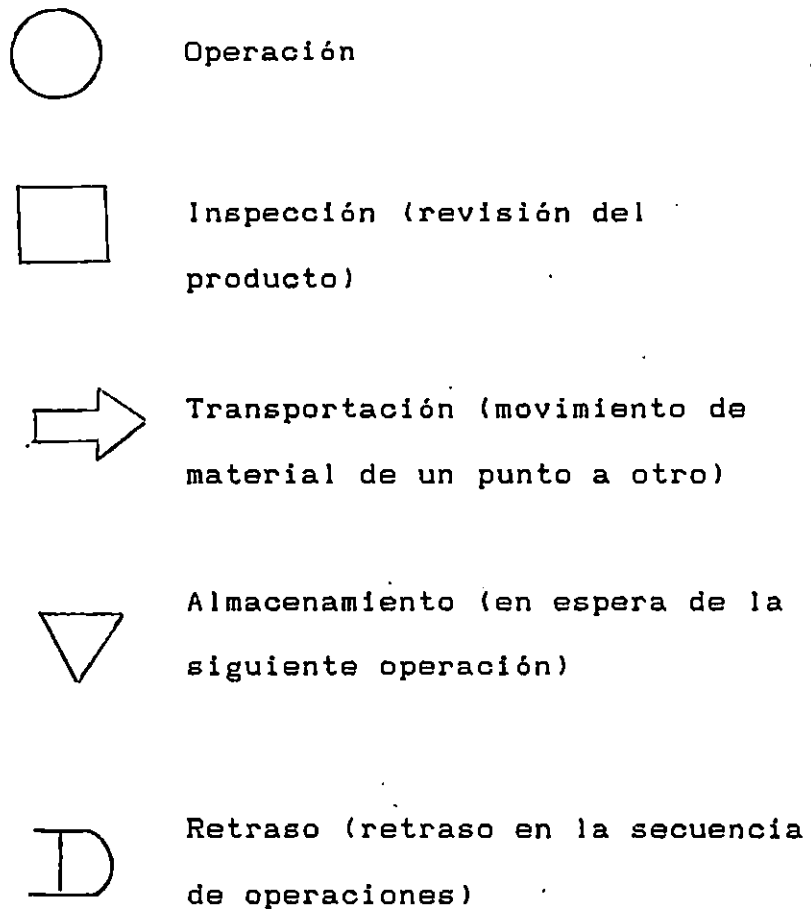 Operación
Inspección (revisión del
producto)
Transportación (movimiento de
material de un punto a otro)
Almacenamiento (en espera de la
siguiente operación)
Retraso (retraso en la secuencia
de operaciones)